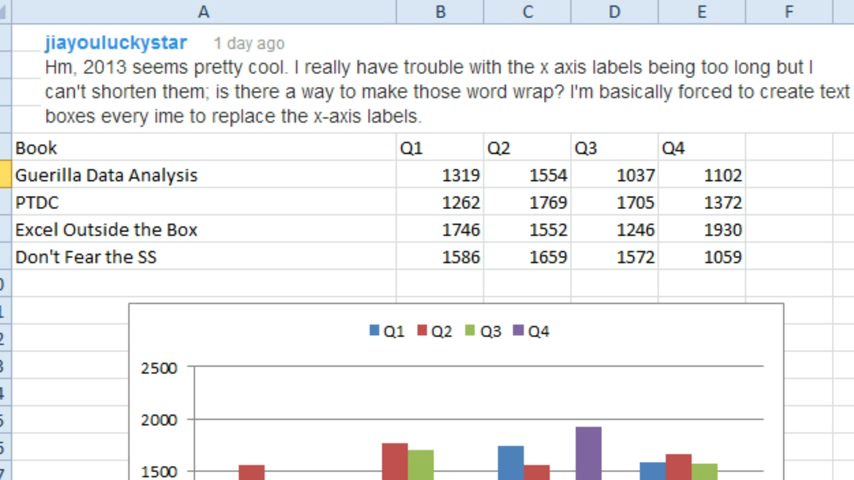 A B C D E F
jiayouluckystar 1 day ago
Hm, 2013 seems pretty cool. I really have trouble with the x axis labels being too long but I
can't shorten them; is there a way to make those word wrap? I'm basically forced to create text
boxes every ime to replace the x-axis labels.
Book Q1 Q2 Q3 Q4
Guerilla Data Analysis 1319 1554 1037 1102
PTDC 1262 1769 1705 1372
Excel Outside the Box 1746 1552 1246 1930
Don't Fear the SS 1586 1659 1572 1059
Q1 Q2 Q3 Q4
2500
2000
1500